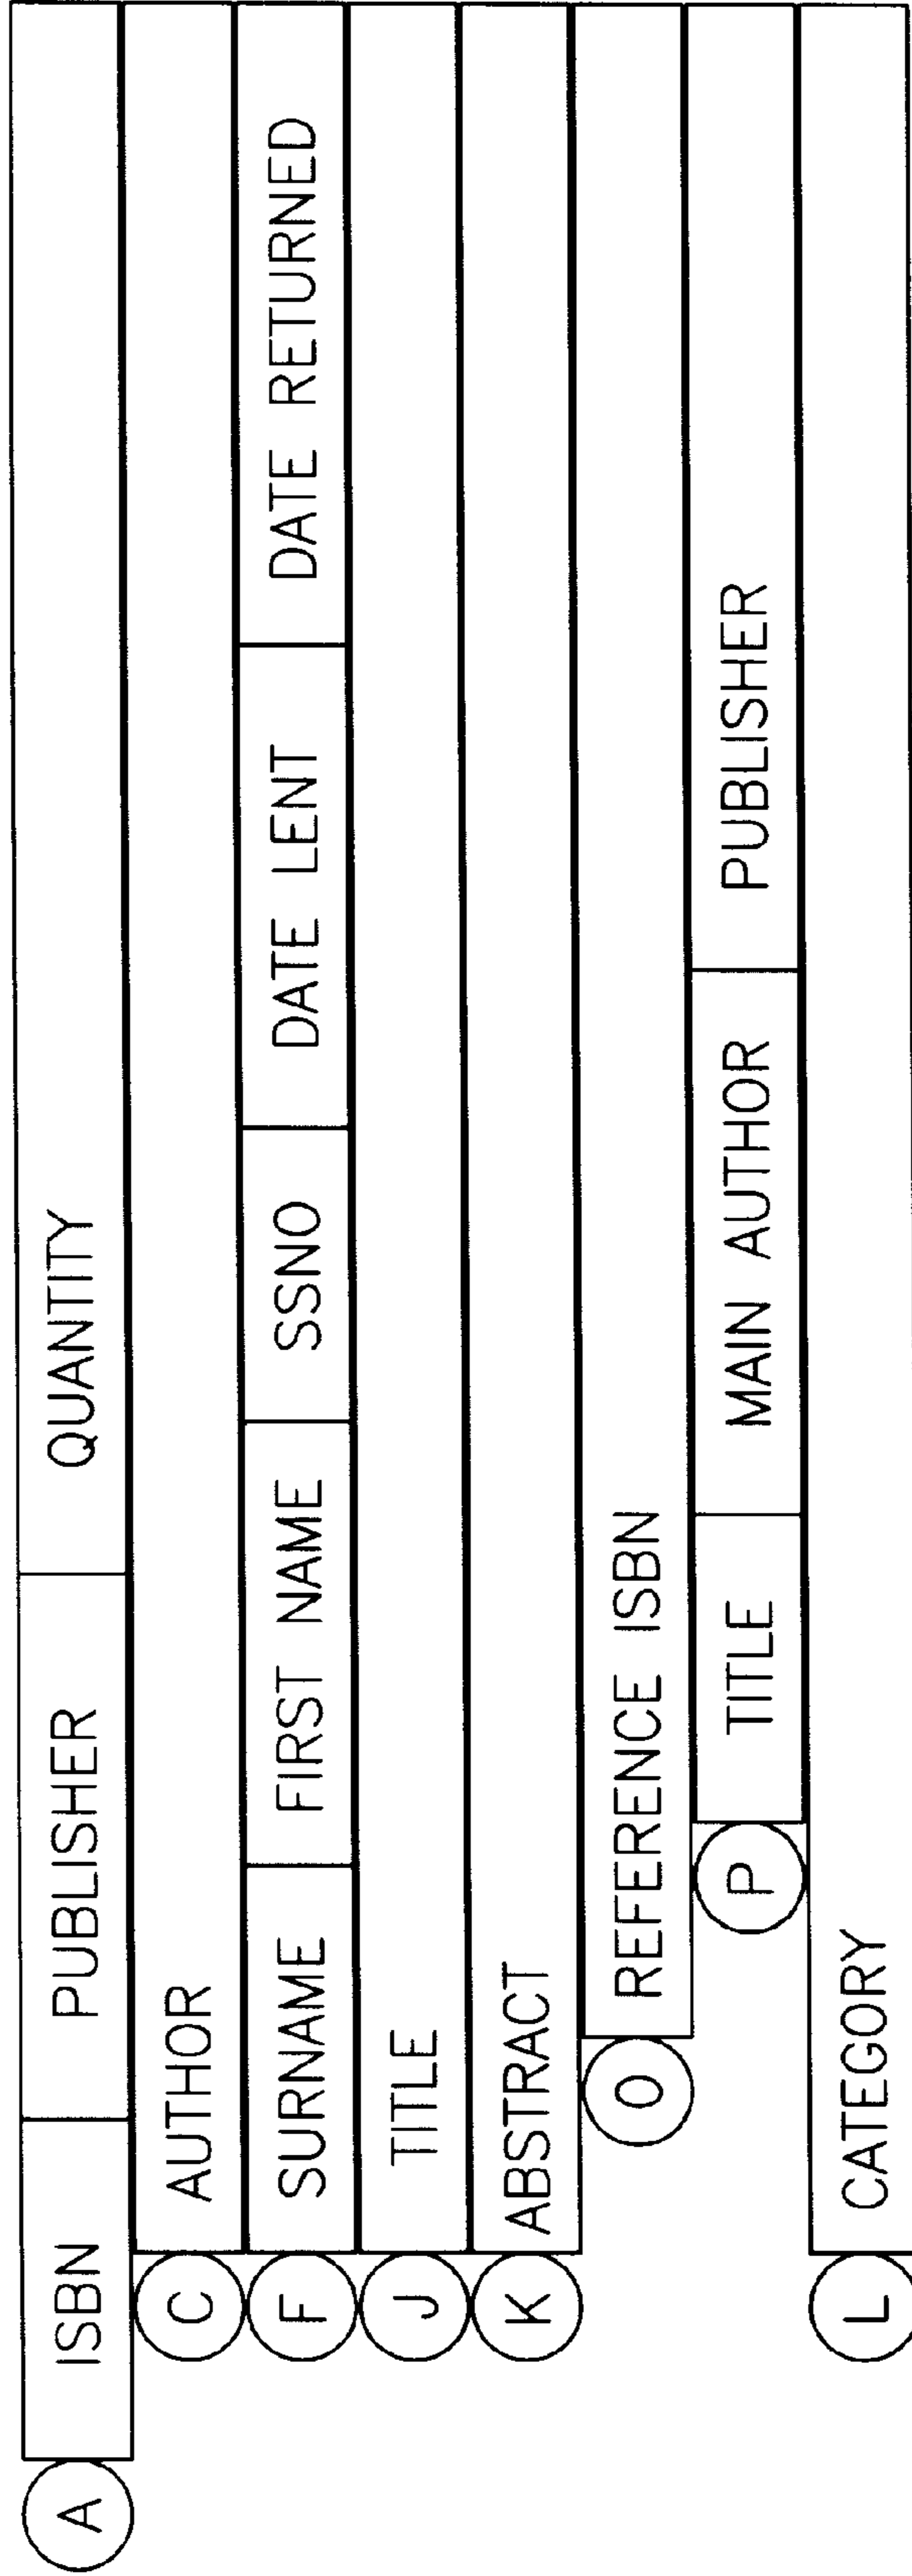 A ISBN PUBLISHER QUANTITY
C AUTHOR
F SURNAME FIRST NAME SSNO DATE LENT DATE RETURNED
J TITLE
K ABSTRACT
O REFERENCE ISBN
P TITLE MAIN AUTHOR PUBLISHER
L CATEGORY